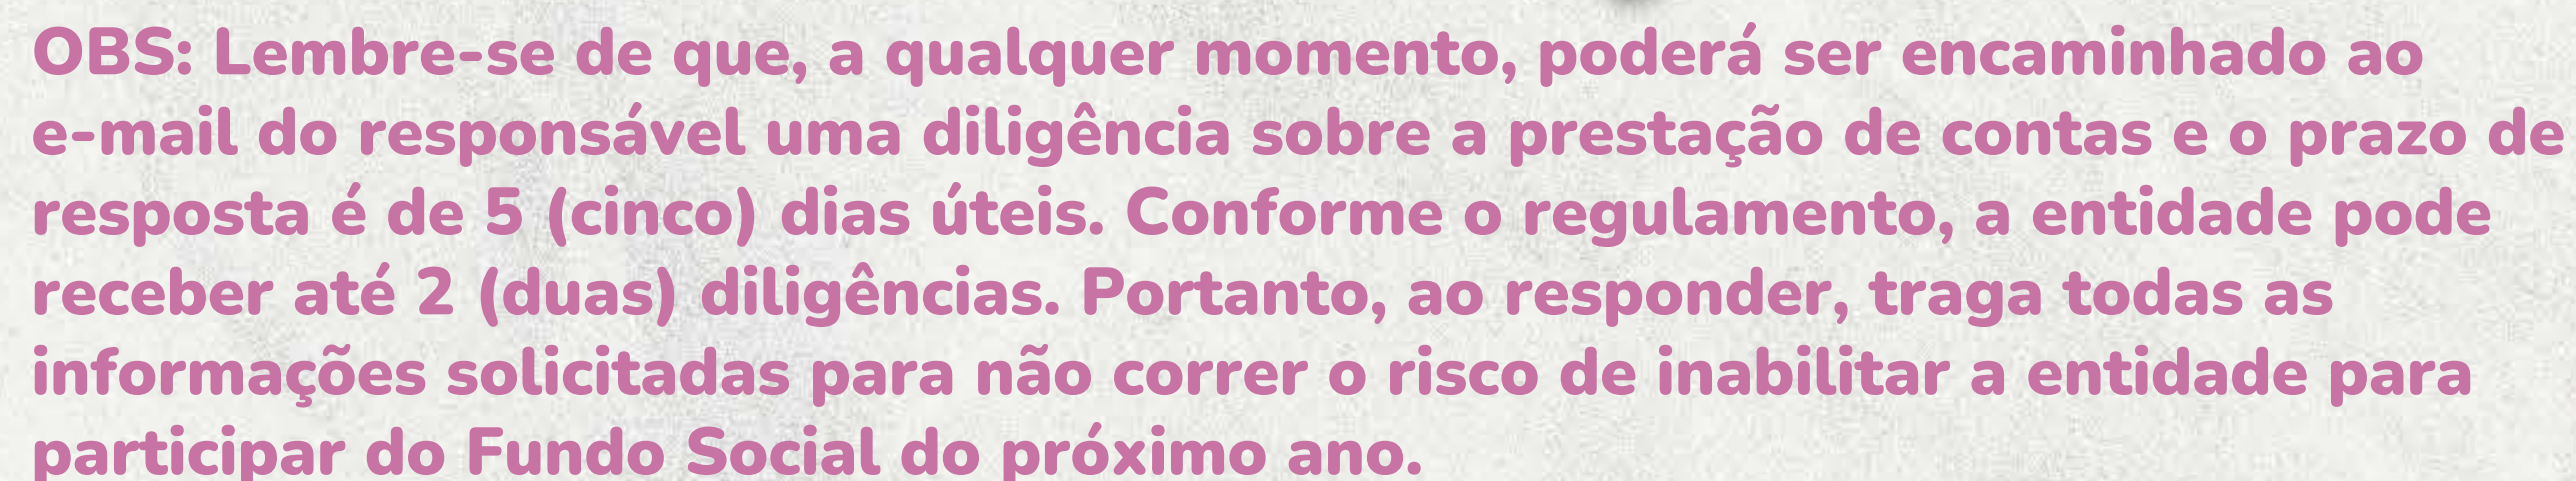 OBS: Lembre-se de que, a qualquer momento, poderá ser encaminhado ao
e-mail do responsável uma diligência sobre a prestação de contas e o prazo de
resposta é de 5 (cinco) dias úteis. Conforme o regulamento, a entidade pode
receber até 2 (duas) diligências. Portanto, ao responder, traga todas as
informações solicitadas para não correr o risco de inabilitar a entidade para
participar do Fundo Social do próximo ano.